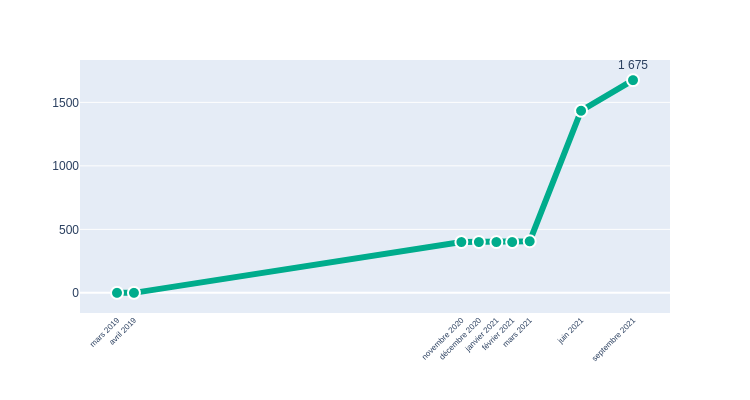 1 675
1500
1000
500
0
mars 2019
avril 2019
novembre 2020
décembre 2020
janvier 2021
février 2021
mars 2021
juin 2021
septembre 2021